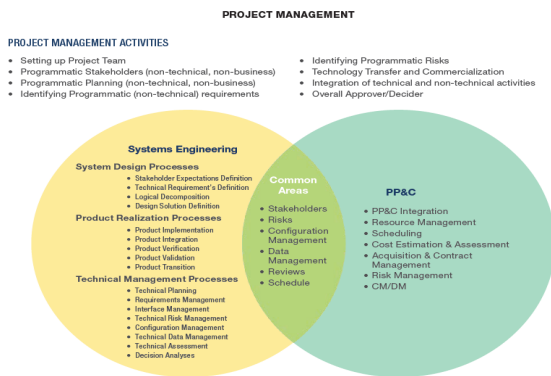 PROJECT MANAGEMENT
PROJECT MANAGEMENT ACTIVITIES
• Setting up Project Team
• Programmatic Stakeholders (non-technical, non-business)
• Programmatic Planning (non-technical, non-business)
• Identifying Programmatic (non-technical) requirements
• Identifying Programmatic Risks
• Technology Transfer and Commercialization
• Integration of technical and non-technical activities
• Overall Approver/Decider
Systems Engineering
System Design Processes
• Stakeholder Expectations Definition
• Technical Requirement's Definition
• Logical Decomposition
• Design Solution Definition
Product Realization Processes
• Product Implementation
• Product Integration
• Product Verification
• Product Validation
• Product Transition
Technical Management Processes
• Technical Planning
• Requirements Management
• Interface Management
• Technical Risk Management
• Configuration Management
• Technical Data Management
• Technical Assessment
• Decision Analyses
Common
Areas
• Stakeholders
• Risks
• Configuration
Management
• Data
Management
• Reviews
• Schedule
PP&C
• PP&C Integration
• Resource Management
• Scheduling
• Cost Estimation & Assessment
• Acquisition & Contract
Management
• Risk Management
• CM/DM